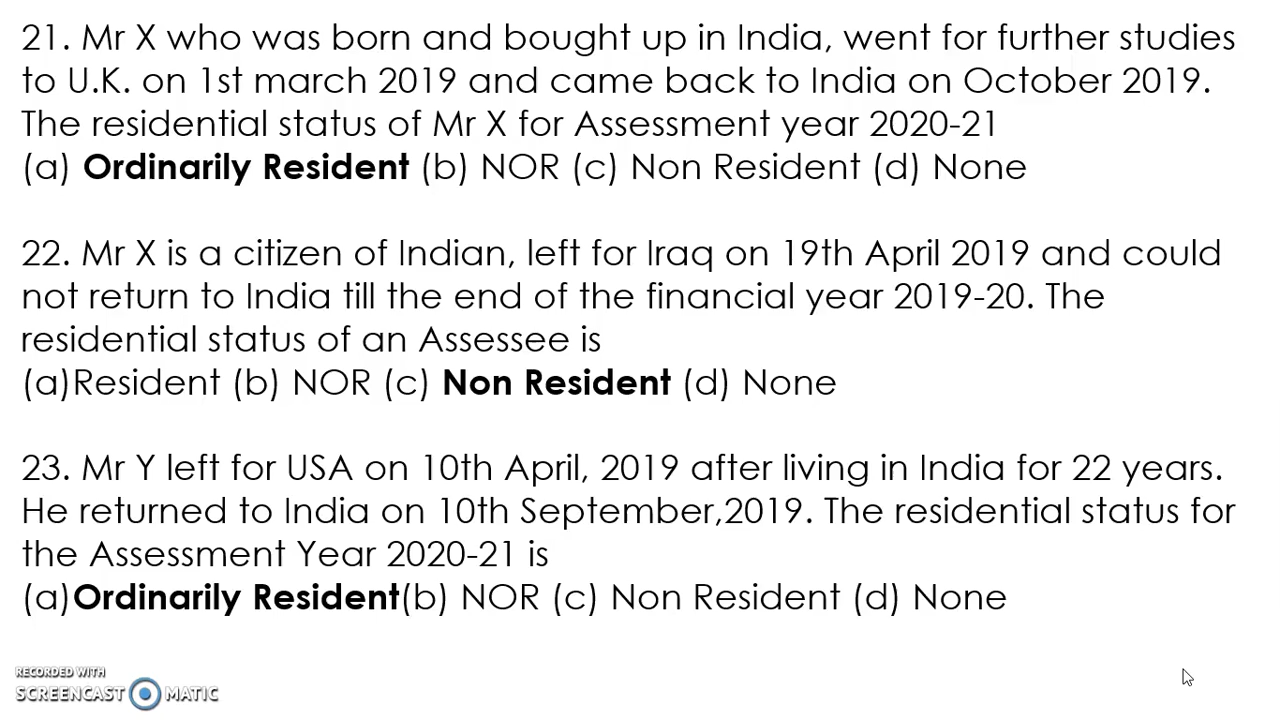 21. Mr X who was born and bought up in India, went for further studies
to U.K. on 1st march 2019 and came back to India on October 2019.
The residential status of Mr X for Assessment year 2020-21
(a) Ordinarily Resident (b) NOR (c) Non Resident (d) None
22. Mr X is a citizen of Indian, left for Iraq on 19th April 2019 and could
not return to India till the end of the financial year 2019-20. The
residential status of an Assessee is
(a)Resident (b) NOR (c) Non Resident (d) None
23. Mr Y left for USA on 10th April, 2019 after living in India for 22 years.
He returned to India on 10th September,2019. The residential status for
the Assessment Year 2020-21 is
(a)Ordinarily Resident(b) NOR (c) Non Resident (d) None
RECORDED WITH
SCREENCAST MATIC